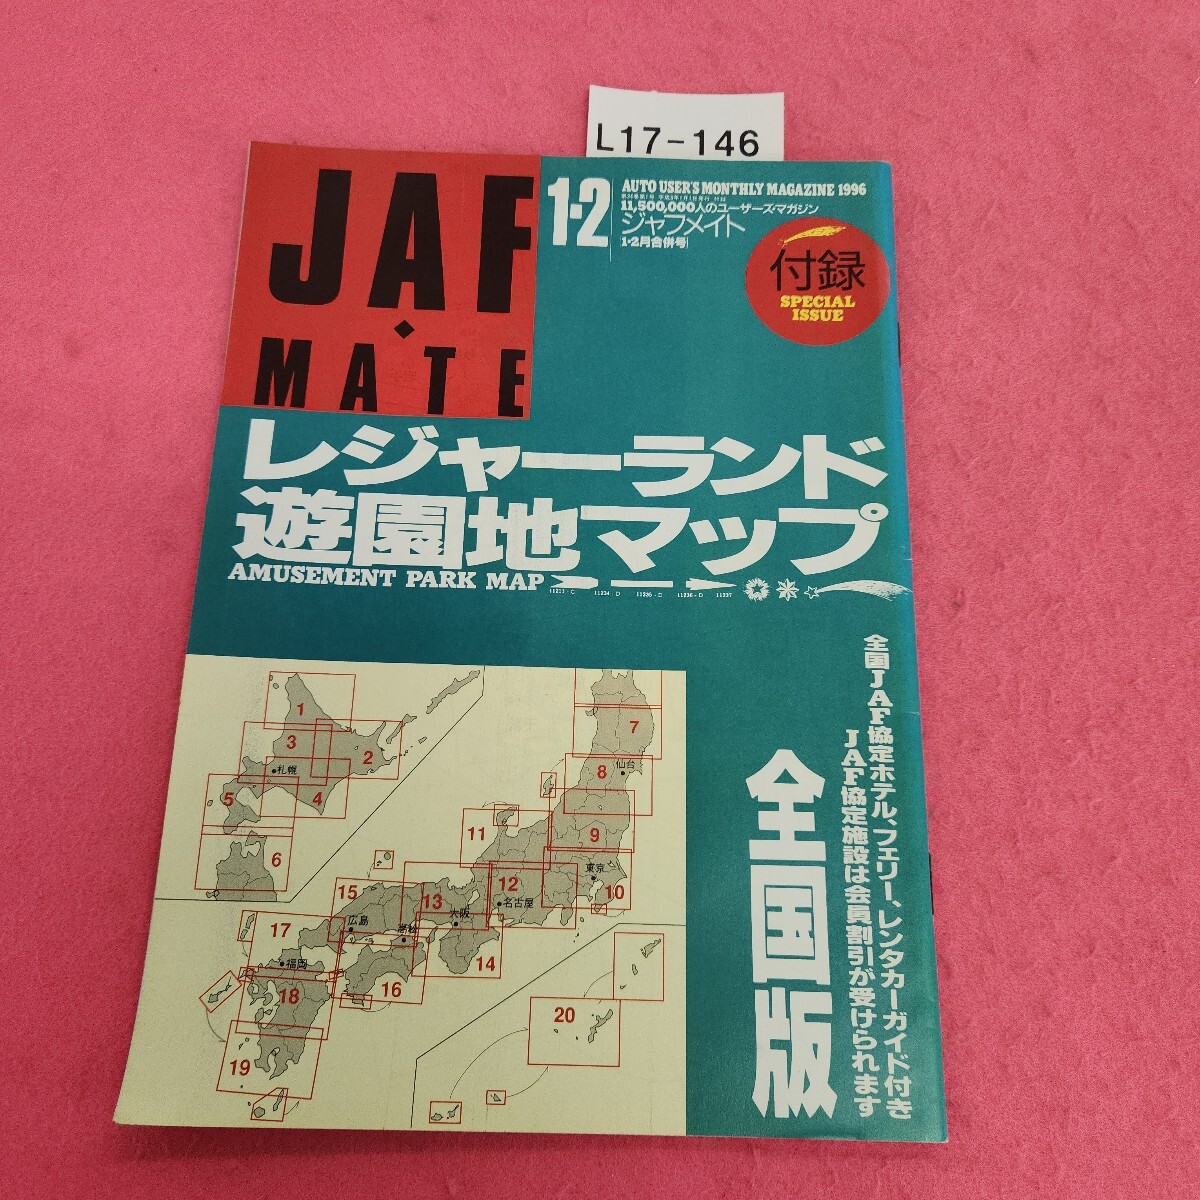 L17-146
JAF
MATE
1・2
AUTO USER'S MONTHLY MAGAZINE 1996
11,500,000人のユーザーズ・マガジン
ジャフメイト
1・2月合併号
付録
SPECIAL
ISSUE
レジャーランド
遊園地マップ
AMUSEMENT PARK MAP
全国版
全国JAF協定ホテル、フェリー、レンタカーガイド付き
JAF協定施設は会員割引が受けられます
1
2
3
札幌
4
5
6
7
仙台
8
9
東京
10
11
12
名古屋
13
大阪
14
15
広島
高松
16
17
福岡
18
19
20